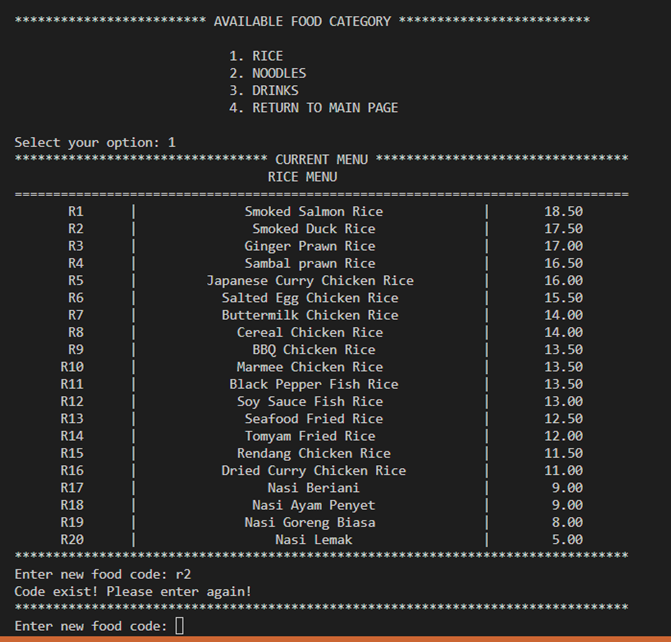 ************************* AVAILABLE FOOD CATEGORY *************************
1. RICE
2. NOODLES
3. DRINKS
4. RETURN TO MAIN PAGE
Select your option: 1
********************************* CURRENT MENU *********************************
RICE MENU
================================================================================
R1 | Smoked Salmon Rice | 18.50
R2 | Smoked Duck Rice | 17.50
R3 | Ginger Prawn Rice | 17.00
R4 | Sambal prawn Rice | 16.50
R5 | Japanese Curry Chicken Rice | 16.00
R6 | Salted Egg Chicken Rice | 15.50
R7 | Buttermilk Chicken Rice | 14.00
R8 | Cereal Chicken Rice | 14.00
R9 | BBQ Chicken Rice | 13.50
R10 | Marmee Chicken Rice | 13.50
R11 | Black Pepper Fish Rice | 13.50
R12 | Soy Sauce Fish Rice | 13.00
R13 | Seafood Fried Rice | 12.50
R14 | Tomyam Fried Rice | 12.00
R15 | Rendang Chicken Rice | 11.50
R16 | Dried Curry Chicken Rice | 11.00
R17 | Nasi Beriani | 9.00
R18 | Nasi Ayam Penyet | 9.00
R19 | Nasi Goreng Biasa | 8.00
R20 | Nasi Lemak | 5.00
********************************************************************************
Enter new food code: r2
Code exist! Please enter again!
********************************************************************************
Enter new food code: